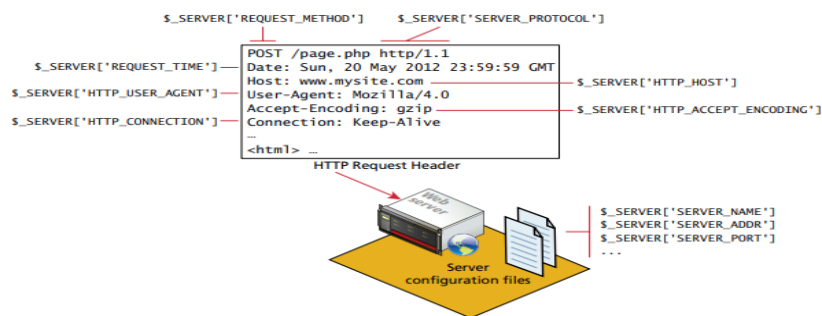 $_SERVER['REQUEST_METHOD']
$_SERVER['SERVER_PROTOCOL']
POST /page.php http/1.1
$_SERVER['REQUEST_TIME']
Date: Sun, 20 May 2012 23:59:59 GMT
Host: www.mysite.com
$_SERVER['HTTP_HOST']
$_SERVER['HTTP_USER_AGENT']
User-Agent: Mozilla/4.0
Accept-Encoding: gzip
$_SERVER['HTTP_ACCEPT_ENCODING']
$_SERVER['HTTP_CONNECTION']
Connection: Keep-Alive
…
<html> …
HTTP Request Header
Web
server
$_SERVER['SERVER_NAME']
$_SERVER['SERVER_ADDR']
$_SERVER['SERVER_PORT']
...
Server
configuration files